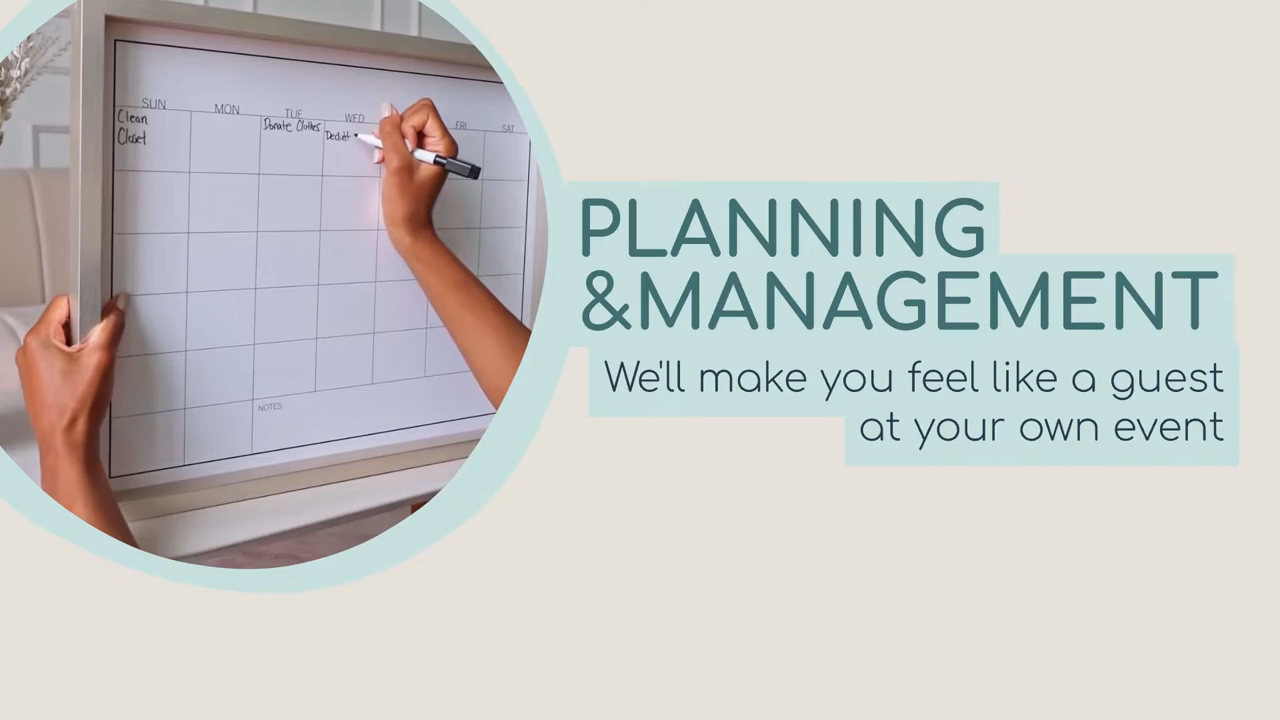 SUN MON TUE WED FRI SAT
Clean
Closet
Donate Clothes
NOTES:
PLANNING
&MANAGEMENT
We'll make you feel like a guest
at your own event